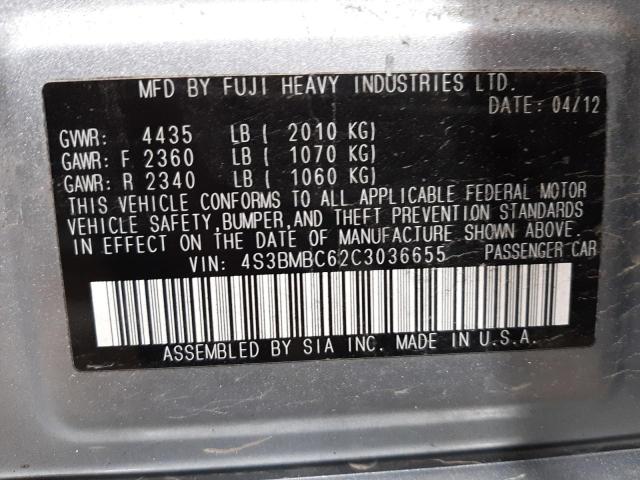 MFD BY FUJI HEAVY INDUSTRIES LTD.
DATE: 04/12
GVWR: 4435 LB ( 2010 KG)
GAWR: F 2360 LB ( 1070 KG)
GAWR: R 2340 LB ( 1060 KG)
THIS VEHICLE CONFORMS TO ALL APPLICABLE FEDERAL MOTOR
VEHICLE SAFETY, BUMPER, AND THEFT PREVENTION STANDARDS
IN EFFECT ON THE DATE OF MANUFACTURE SHOWN ABOVE.
VIN: 4S3BMBC62C3036655 PASSENGER CAR
ASSEMBLED BY SIA INC. MADE IN U.S.A.